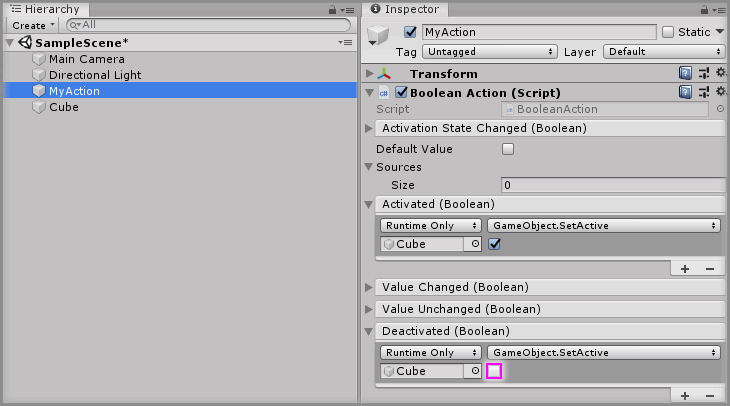 Hierarchy
Create
All
SampleScene*
Main Camera
Directional Light
MyAction
Cube
Inspector
MyAction
Static
Tag
Untagged
Layer
Default
Transform
Boolean Action (Script)
Script
BooleanAction
Activation State Changed (Boolean)
Default Value
Sources
Size
0
Activated (Boolean)
Runtime Only
GameObject.SetActive
Cube
Value Changed (Boolean)
Value Unchanged (Boolean)
Deactivated (Boolean)
Runtime Only
GameObject.SetActive
Cube